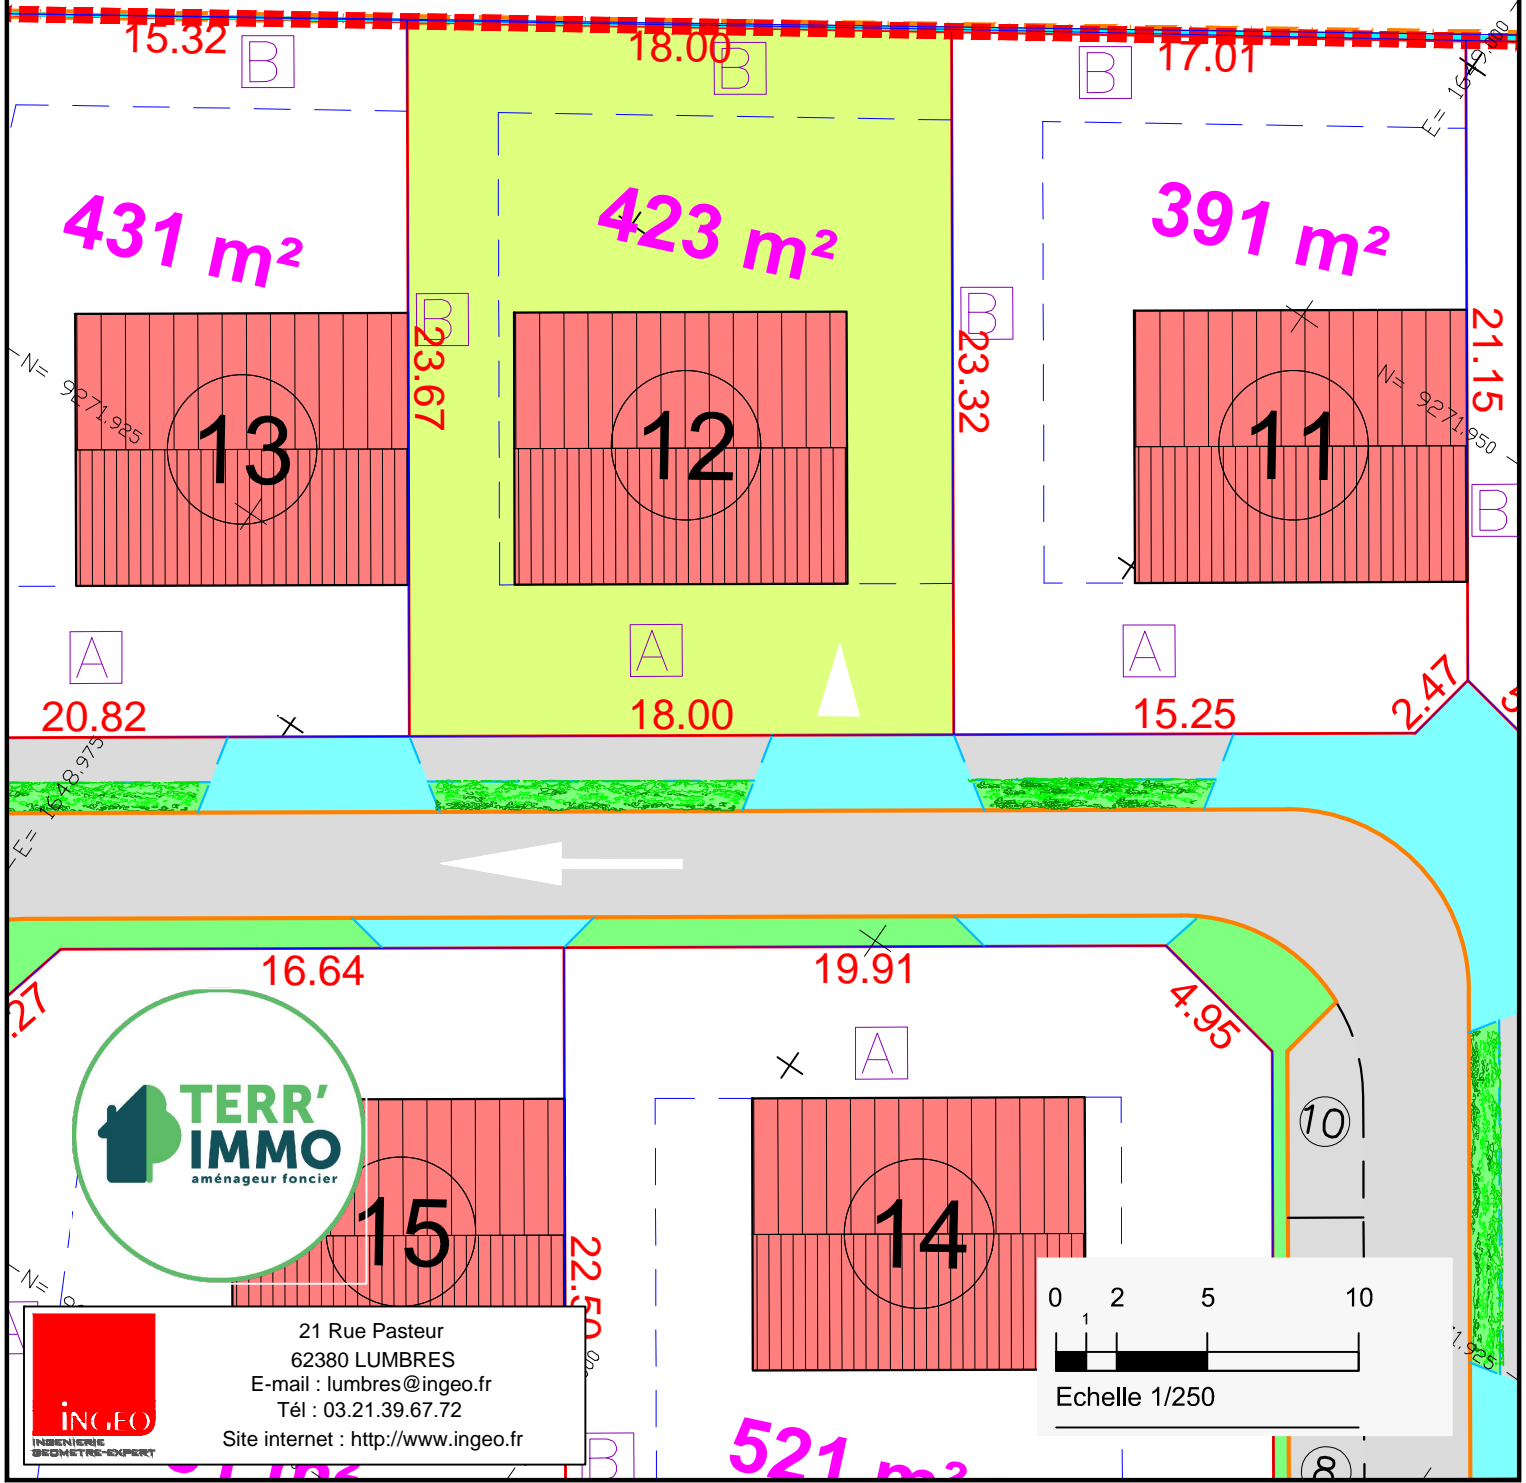 15.32
B
18.00
B
17.01
B
E= 1649.000
431 m²
423 m²
391 m²
B
B
23.67
23.32
21.15
N= 9271.925
N= 9271.950
13
12
11
B
A
A
A
20.82
18.00
15.25
2.47
E= 1648.975
16.64
19.91
4.95
.27
A
10
TERR'
IMMO
aménageur foncier
15
14
22.50
N=
0 1 2 5 10
Echelle 1/250
iNGEO
INGENIERIE
GEOMETRE-EXPERT
21 Rue Pasteur
62380 LUMBRES
E-mail : lumbres@ingeo.fr
Tél : 03.21.39.67.72
Site internet : http://www.ingeo.fr
B
521 m²
8